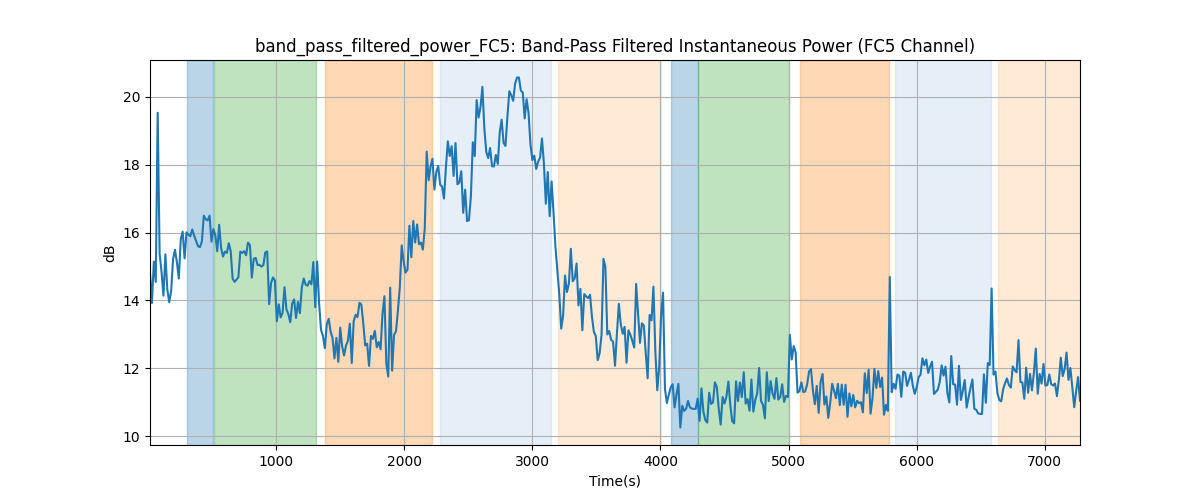 band_pass_filtered_power_FC5: Band-Pass Filtered Instantaneous Power (FC5 Channel)
20
18
16
14
12
10
dB
1000 2000 3000 4000 5000 6000 7000
Time(s)